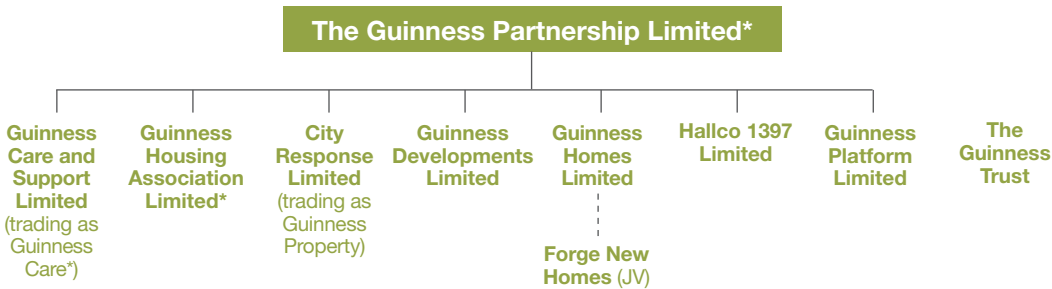 The Guinness Partnership Limited*
Guinness
Care and
Support
Limited
(trading as
Guinness
Care*)
Guinness
Housing
Association
Limited*
City
Response
Limited
(trading as
Guinness
Property)
Guinness
Developments
Limited
Guinness
Homes
Limited
Forge New
Homes (JV)
Hallco 1397
Limited
Guinness
Platform
Limited
The
Guinness
Trust